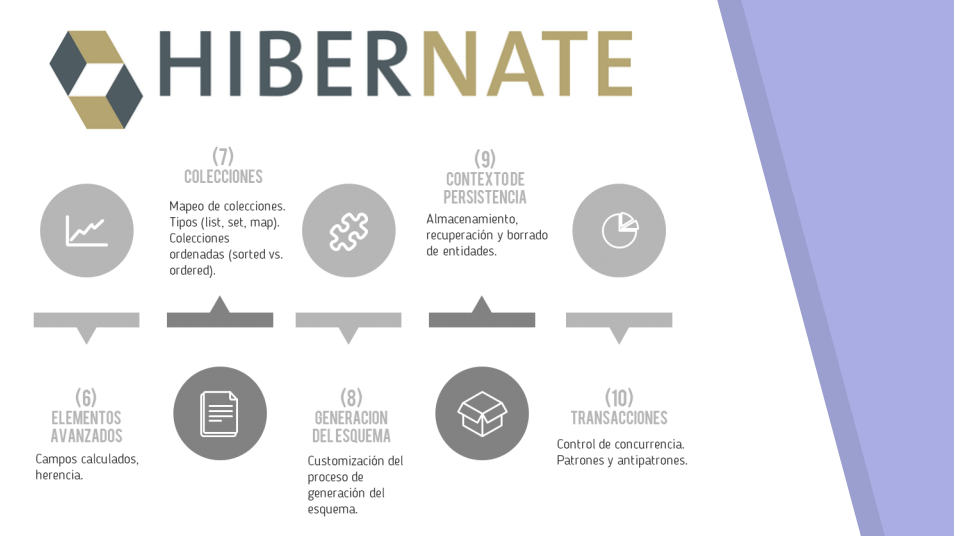 HIBERNATE
(6)
ELEMENTOS
AVANZADOS
Campos calculados,
herencia.
(7)
COLECCIONES
Mapeo de colecciones.
Tipos (list, set, map).
Colecciones
ordenadas (sorted vs.
ordered).
(8)
GENERACION
DEL ESQUEMA
Customización del
proceso de
generación del
esquema.
(9)
CONTEXTO DE
PERSISTENCIA
Almacenamiento,
recuperación y borrado
de entidades.
(10)
TRANSACCIONES
Control de concurrencia.
Patrones y antipatrones.